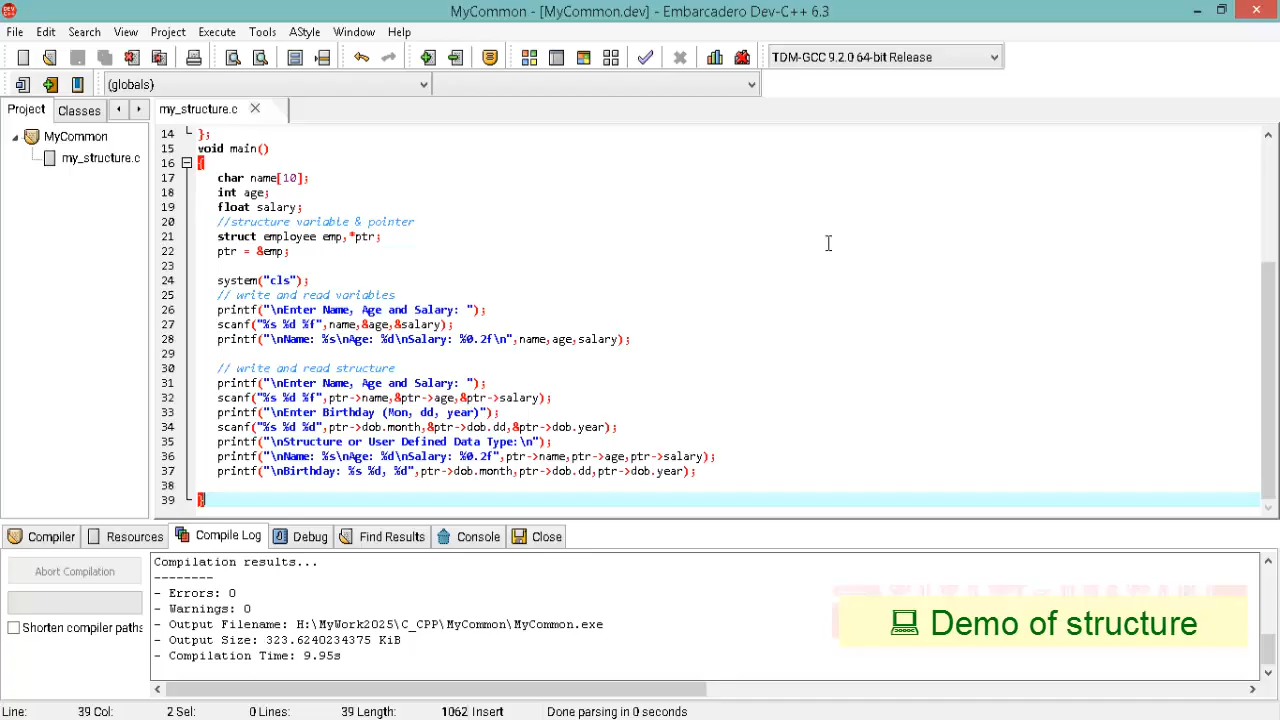 DEV C++
MyCommon - [MyCommon.dev] - Embarcadero Dev-C++ 6.3
File Edit Search View Project Execute Tools AStyle Window Help
TDM-GCC 9.2.0 64-bit Release
(globals)
Project Classes
my_structure.c
MyCommon
my_structure.c
14 };
15 void main()
16 {
17 char name[10];
18 int age;
19 float salary;
20 //structure variable & pointer
21 struct employee emp,*ptr;
22 ptr = &emp;
23
24 system("cls");
25 // write and read variables
26 printf("\nEnter Name, Age and Salary: ");
27 scanf("%s %d %f",name,&age,&salary);
28 printf("\nName: %s\nAge: %d\nSalary: %0.2f\n",name,age,salary);
29
30 // write and read structure
31 printf("\nEnter Name, Age and Salary: ");
32 scanf("%s %d %f",ptr->name,&ptr->age,&ptr->salary);
33 printf("\nEnter Birthday (Mon, dd, year)");
34 scanf("%s %d %d",ptr->dob.month,&ptr->dob.dd,&ptr->dob.year);
35 printf("\nStructure or User Defined Data Type:\n");
36 printf("\nName: %s\nAge: %d\nSalary: %0.2f",ptr->name,ptr->age,ptr->salary);
37 printf("\nBirthday: %s %d, %d",ptr->dob.month,ptr->dob.dd,ptr->dob.year);
38
39 }
Compiler Resources Compile Log Debug Find Results Console Close
Abort Compilation
Shorten compiler paths
Compilation results...
--------
- Errors: 0
- Warnings: 0
- Output Filename: H:\MyWork2025\C_CPP\MyCommon\MyCommon.exe
- Output Size: 323.6240234375 KiB
- Compilation Time: 9.95s
Demo of structure
Line: 39 Col: 2 Sel: 0 Lines: 39 Length: 1062 Insert Done parsing in 0 seconds